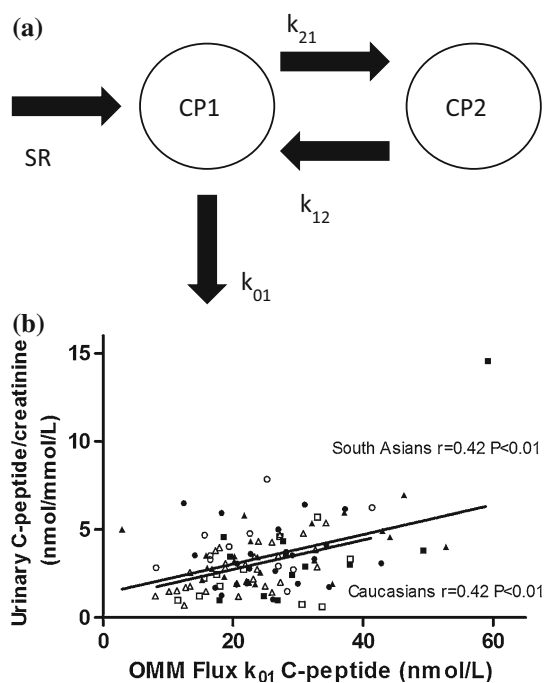 (a)
k21
CP1
CP2
SR
k12
k01
(b)
Urinary C-peptide/creatinine
(nmol/mmol/L)
15
10
5
0
South Asians r=0.42 P<0.01
Caucasians r=0.42 P<0.01
0
20
40
60
OMM Flux k01 C-peptide (nmol/L)